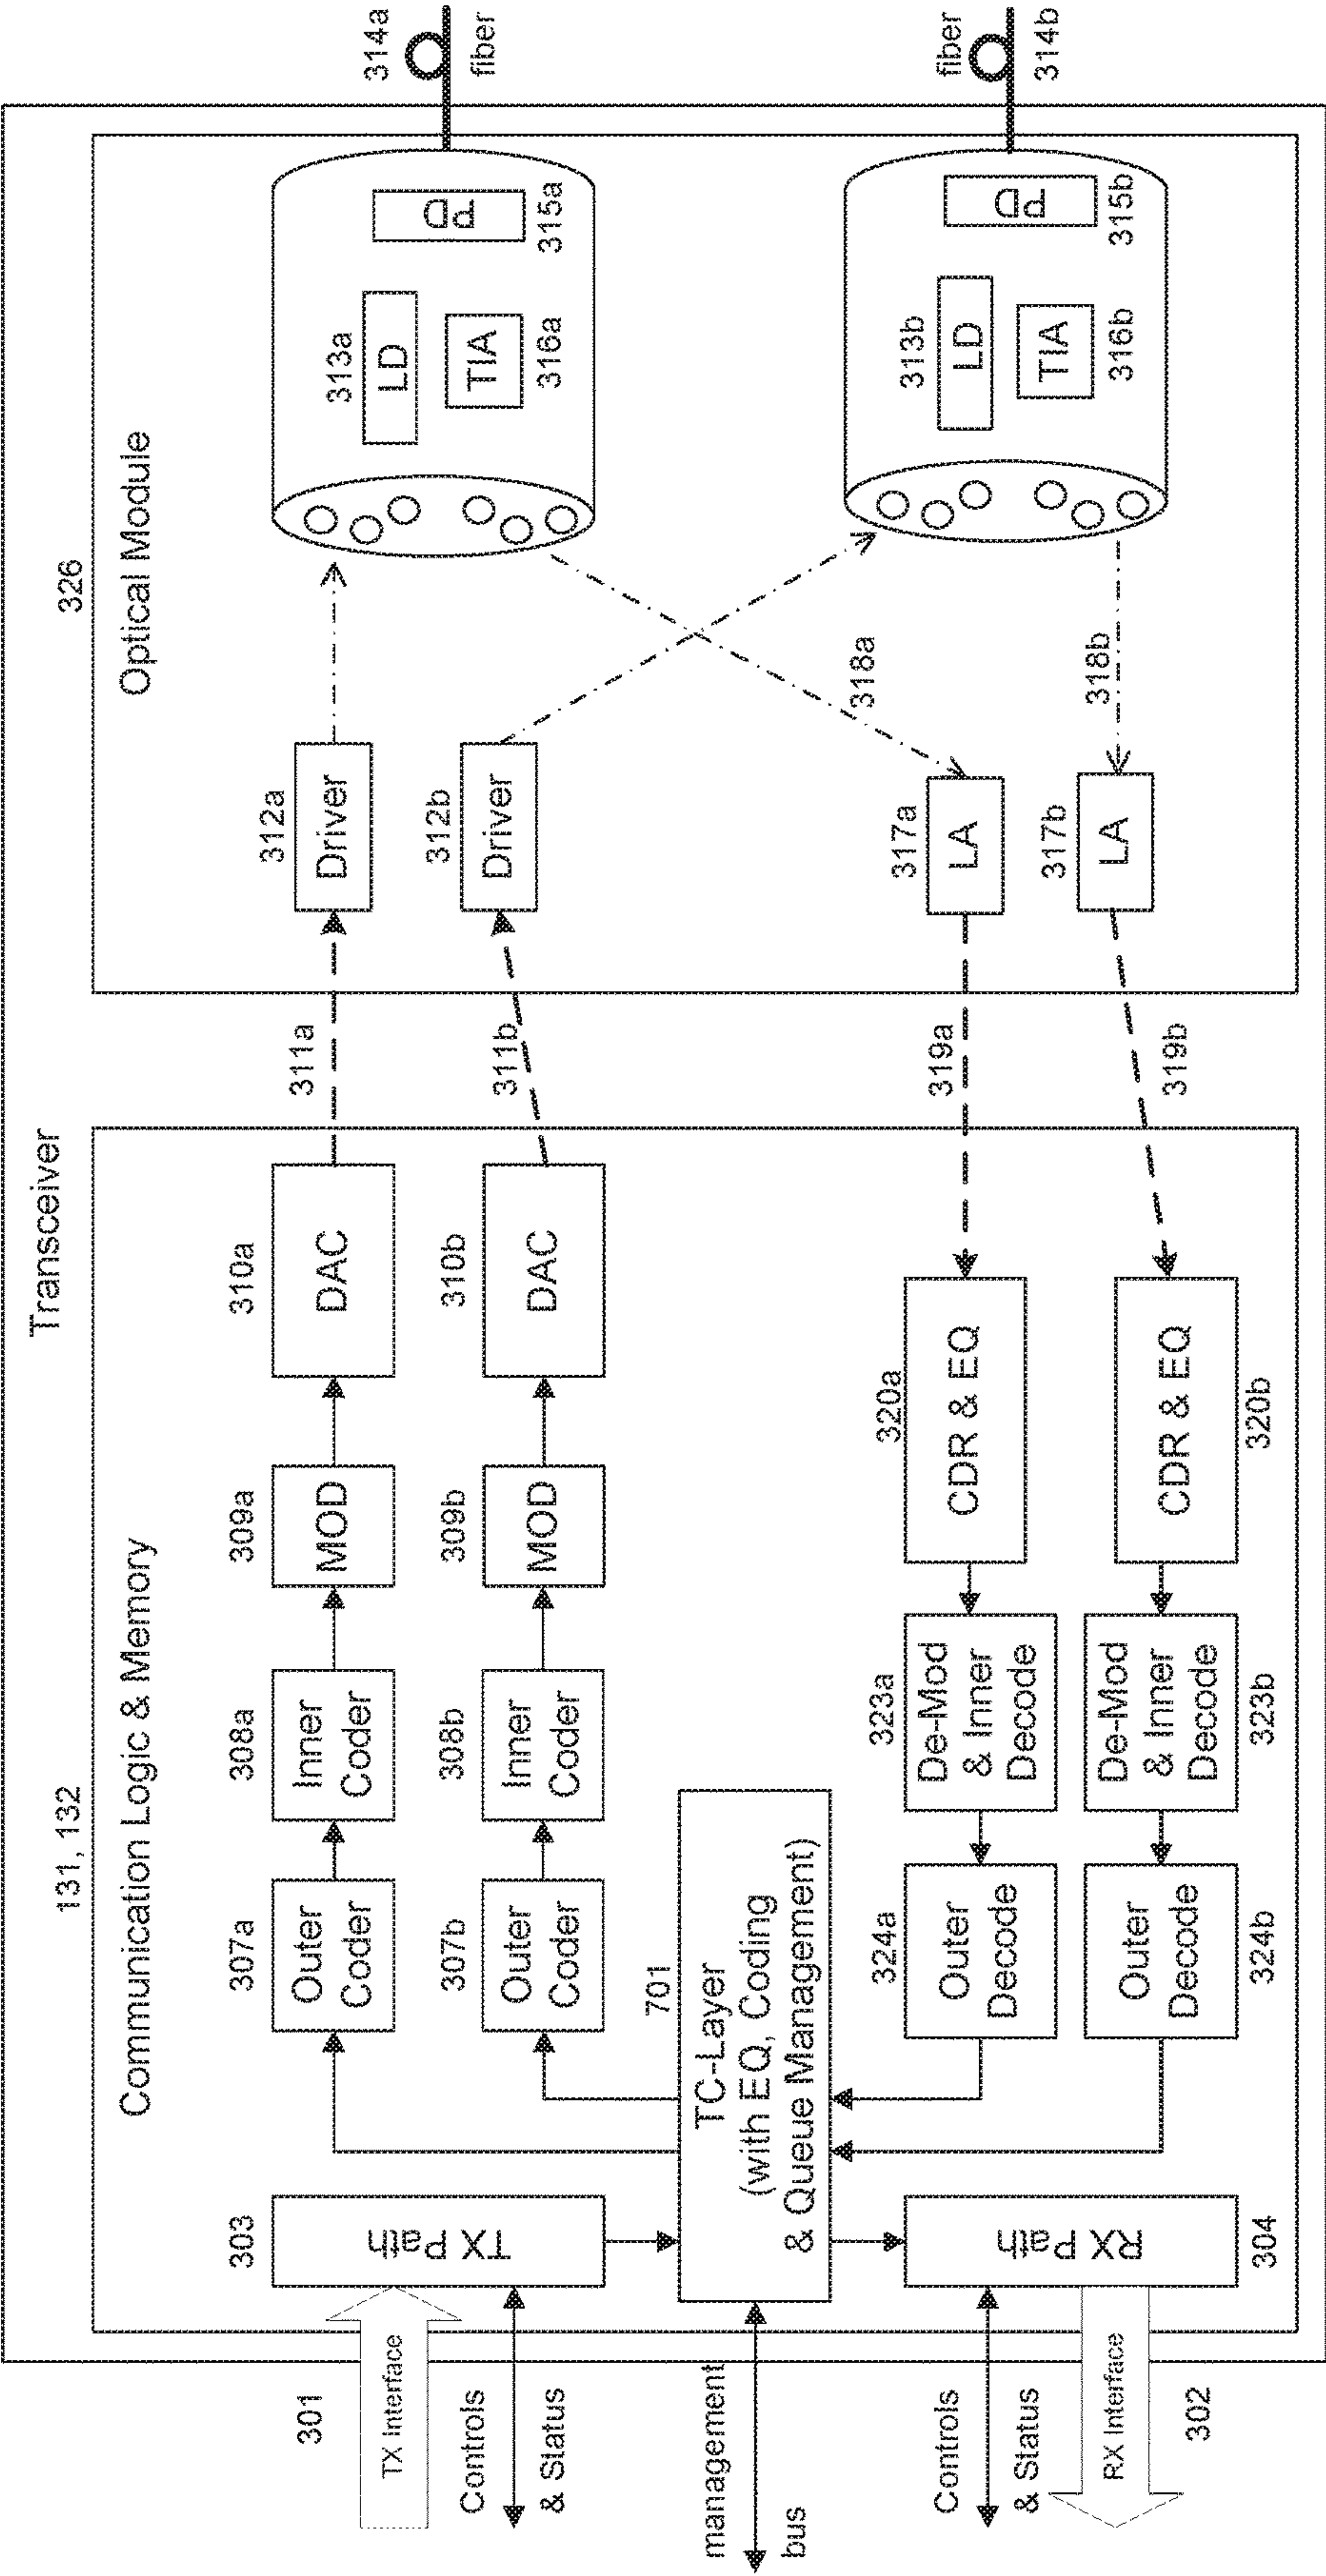 Transceiver
131, 132
Communication Logic & Memory
326
Optical Module
301
TX Interface
Controls
& Status
management
bus
Controls
& Status
RX Interface
302
303
TX Path
304
RX Path
701
TC-Layer
(with EQ, Coding
& Queue Management)
307a
Outer
Coder
308a
Inner
Coder
309a
MOD
310a
DAC
311a
312a
Driver
307b
Outer
Coder
308b
Inner
Coder
309b
MOD
310b
DAC
311b
312b
Driver
313a
LD
TIA
316a
PD
315a
314a
fiber
324a
Outer
Decode
323a
De-Mod
& Inner
Decode
320a
CDR & EQ
319a
317a
LA
318a
Outer
Decode
324b
De-Mod
& Inner
Decode
323b
CDR & EQ
320b
319b
317b
LA
318b
313b
LD
TIA
316b
PD
315b
fiber
314b